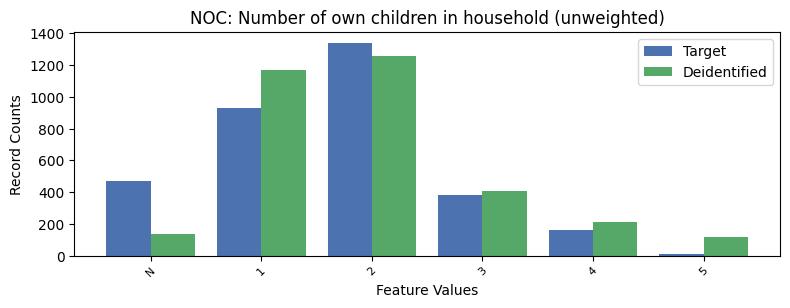 NOC: Number of own children in household (unweighted)
Target
Deidentified
Record Counts
1400
1200
1000
800
600
400
200
0
N
1
2
3
4
5
Feature Values